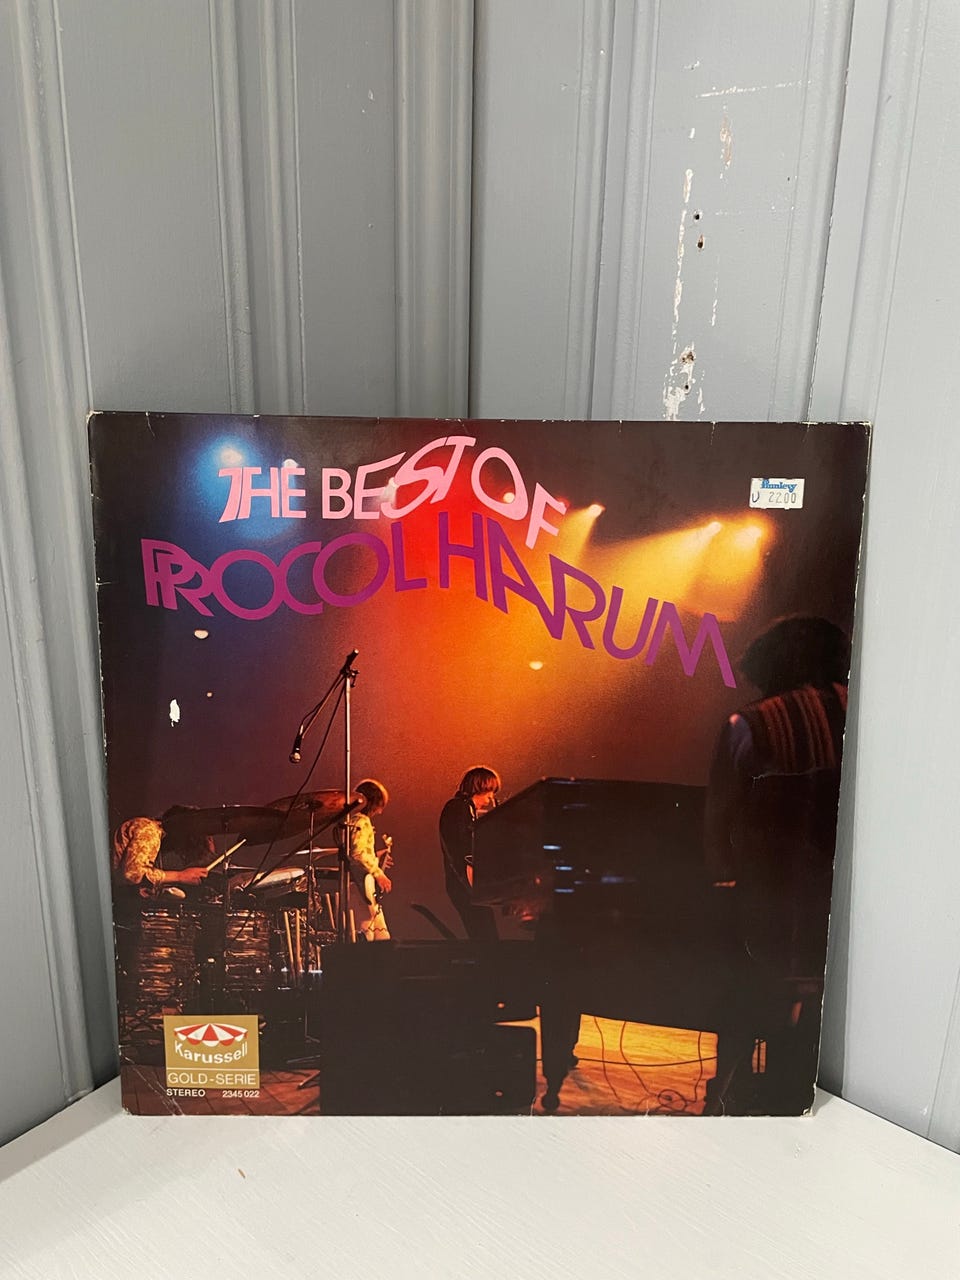 THE BEST OF
PROCOL HARUM
U 2200
Karussell
GOLD-SERIE
STEREO 2345 022